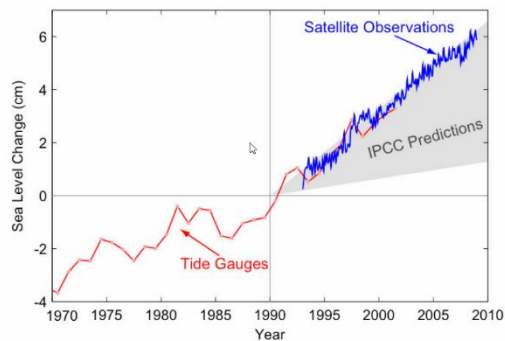 Satellite Observations
IPCC Predictions
Tide Gauges
Sea Level Change (cm)
6
4
2
0
-2
-4
1970 1975 1980 1985 1990 1995 2000 2005 2010
Year